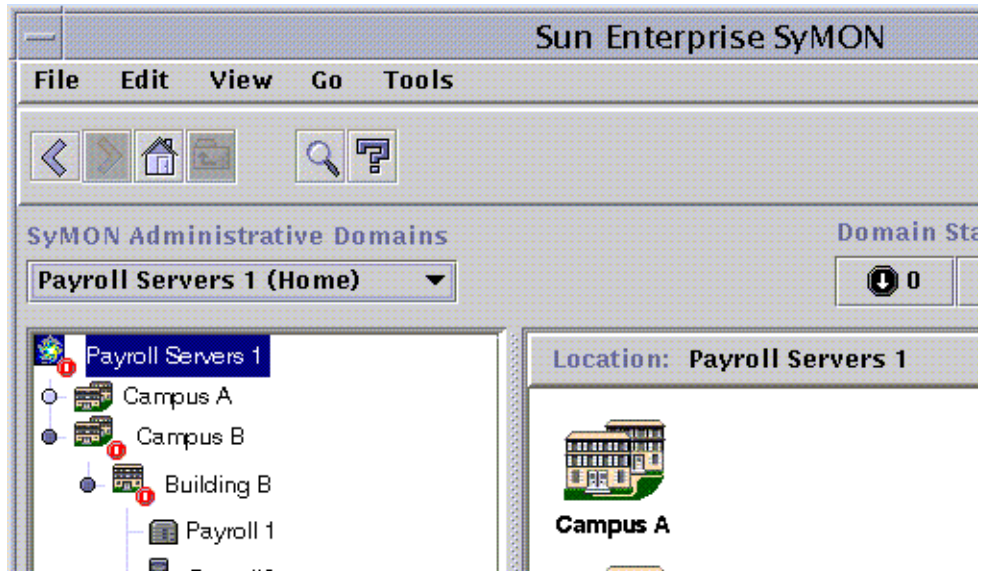 Sun Enterprise SyMON
File Edit View Go Tools
SyMON Administrative Domains
Domain Sta
Payroll Servers 1 (Home)
0
Payroll Servers 1
Location: Payroll Servers 1
Campus A
Campus B
Building B
Payroll 1
Campus A